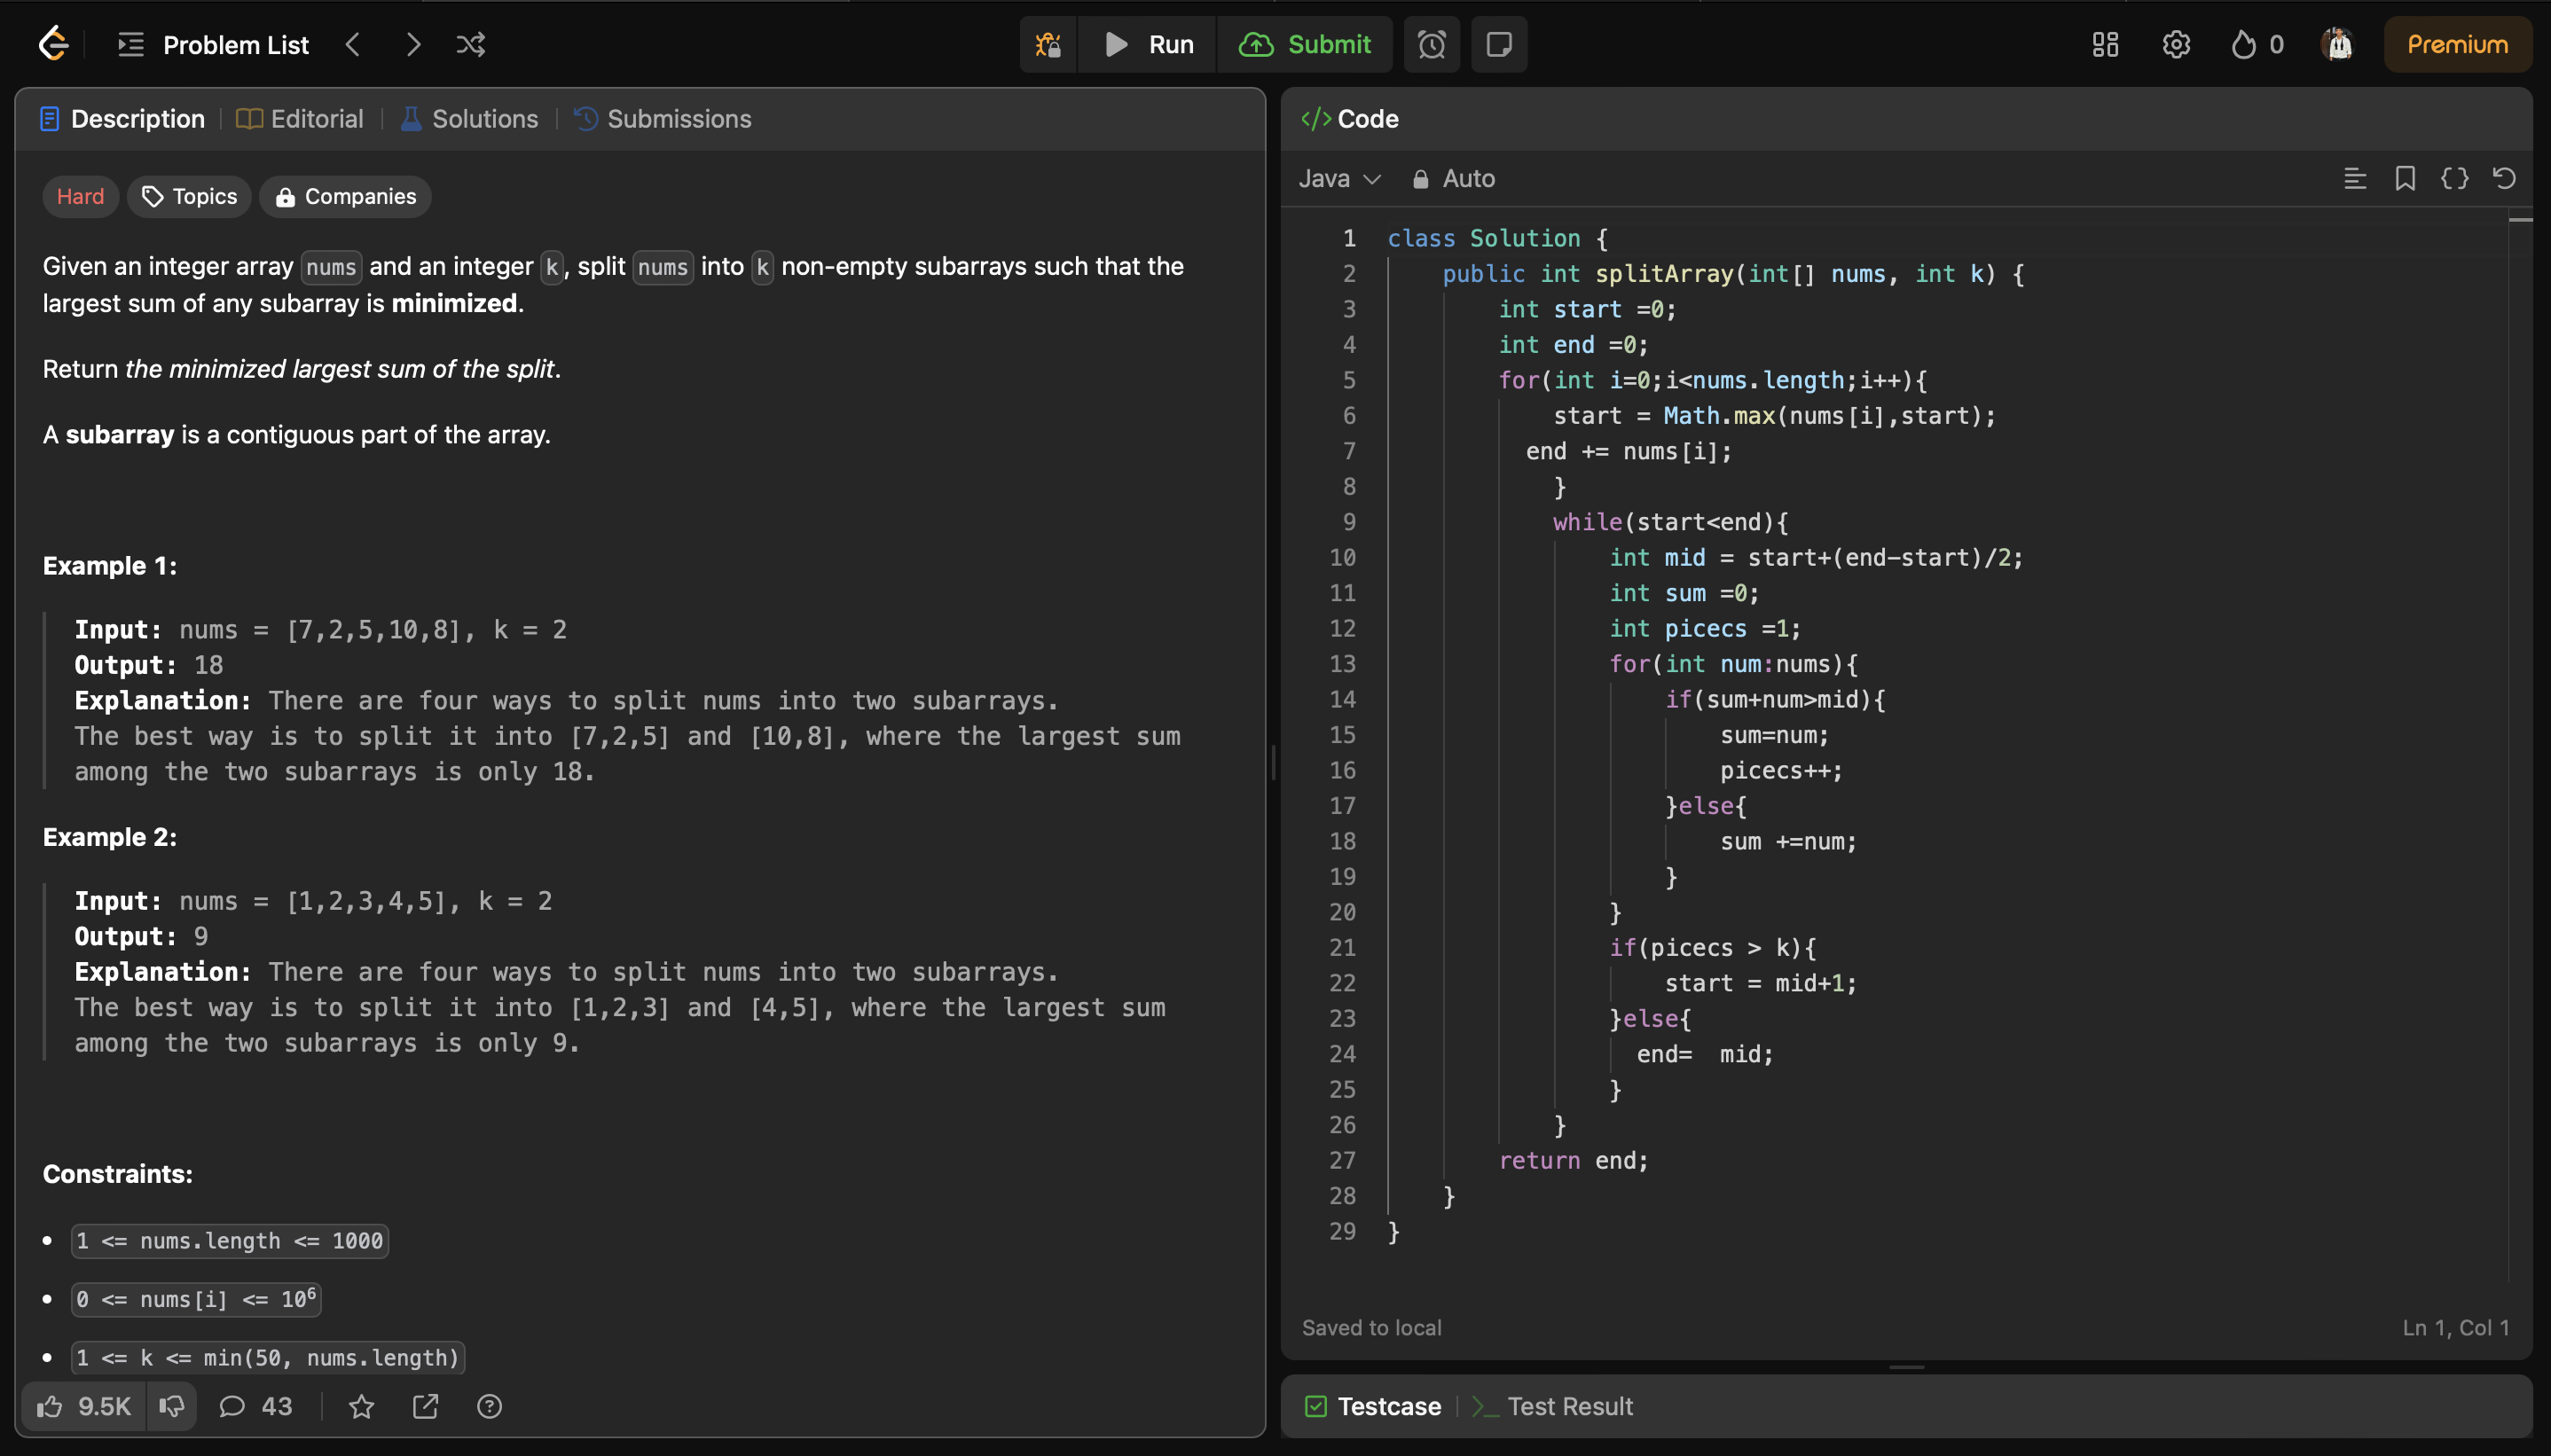 Problem List
Run
Submit
0
Premium
Description
Editorial
Solutions
Submissions
Hard
Topics
Companies
Given an integer array nums and an integer k, split nums into k non-empty subarrays such that the
largest sum of any subarray is minimized.
Return the minimized largest sum of the split.
A subarray is a contiguous part of the array.
Example 1:
Input: nums = [7,2,5,10,8], k = 2
Output: 18
Explanation: There are four ways to split nums into two subarrays.
The best way is to split it into [7,2,5] and [10,8], where the largest sum
among the two subarrays is only 18.
Example 2:
Input: nums = [1,2,3,4,5], k = 2
Output: 9
Explanation: There are four ways to split nums into two subarrays.
The best way is to split it into [1,2,3] and [4,5], where the largest sum
among the two subarrays is only 9.
Constraints:
• 1 <= nums.length <= 1000
• 0 <= nums[i] <= 10⁶
• 1 <= k <= min(50, nums.length)
9.5K
43
</> Code
Java
Auto
1 class Solution {
2 public int splitArray(int[] nums, int k) {
3 int start =0;
4 int end =0;
5 for(int i=0;i<nums.length;i++){
6 start = Math.max(nums[i],start);
7 end += nums[i];
8 }
9 while(start<end){
10 int mid = start+(end-start)/2;
11 int sum =0;
12 int picecs =1;
13 for(int num:nums){
14 if(sum+num>mid){
15 sum=num;
16 picecs++;
17 }else{
18 sum +=num;
19 }
20 }
21 if(picecs > k){
22 start = mid+1;
23 }else{
24 end=  mid;
25 }
26 }
27 return end;
28 }
29 }
Saved to local
Ln 1, Col 1
Testcase
>_ Test Result